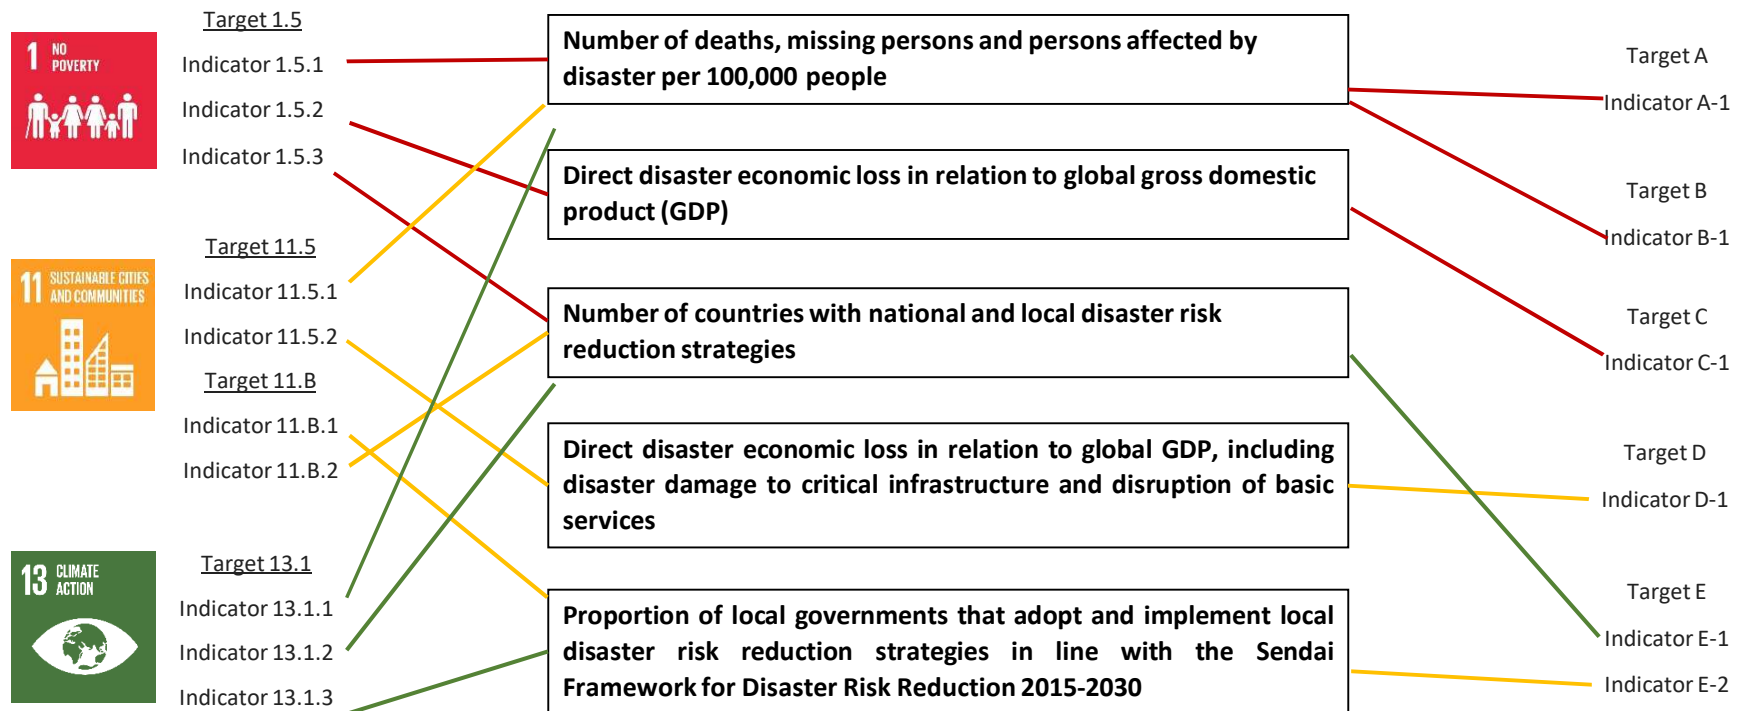 1 NO
POVERTY
Target 1.5
Indicator 1.5.1
Indicator 1.5.2
Indicator 1.5.3
11 SUSTAINABLE CITIES
AND COMMUNITIES
Target 11.5
Indicator 11.5.1
Indicator 11.5.2
Target 11.B
Indicator 11.B.1
Indicator 11.B.2
13 CLIMATE
ACTION
Target 13.1
Indicator 13.1.1
Indicator 13.1.2
Indicator 13.1.3
Number of deaths, missing persons and persons affected by
disaster per 100,000 people
Direct disaster economic loss in relation to global gross domestic
product (GDP)
Number of countries with national and local disaster risk
reduction strategies
Direct disaster economic loss in relation to global GDP, including
disaster damage to critical infrastructure and disruption of basic
services
Proportion of local governments that adopt and implement local
disaster risk reduction strategies in line with the Sendai
Framework for Disaster Risk Reduction 2015-2030
Target A
Indicator A-1
Target B
Indicator B-1
Target C
Indicator C-1
Target D
Indicator D-1
Target E
Indicator E-1
Indicator E-2